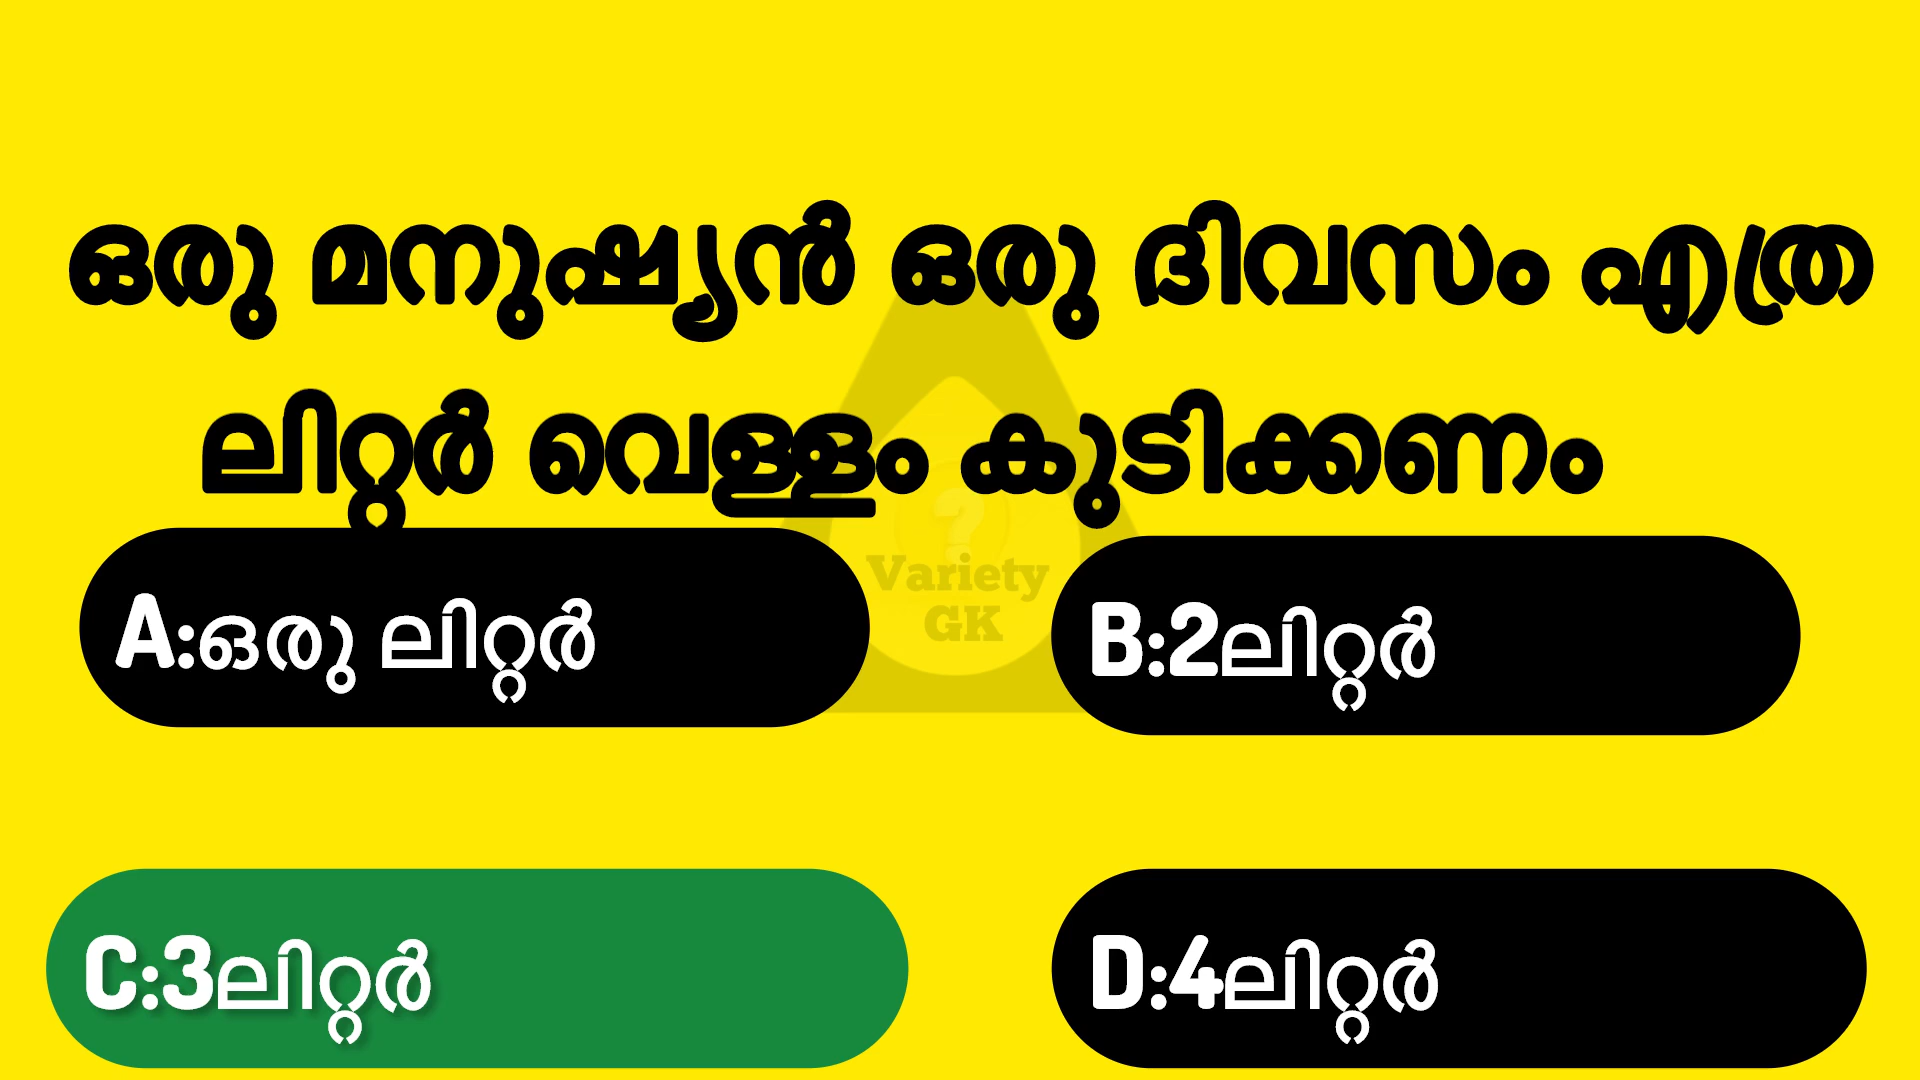 ഒരു മനുഷ്യൻ ഒരു ദിവസം എത്ര
ലിറ്റർ വെള്ളം കുടിക്കണം
?
Variety
GK
A:ഒരു ലിറ്റർ
B:2ലിറ്റർ
C:3ലിറ്റർ
D:4ലിറ്റർ